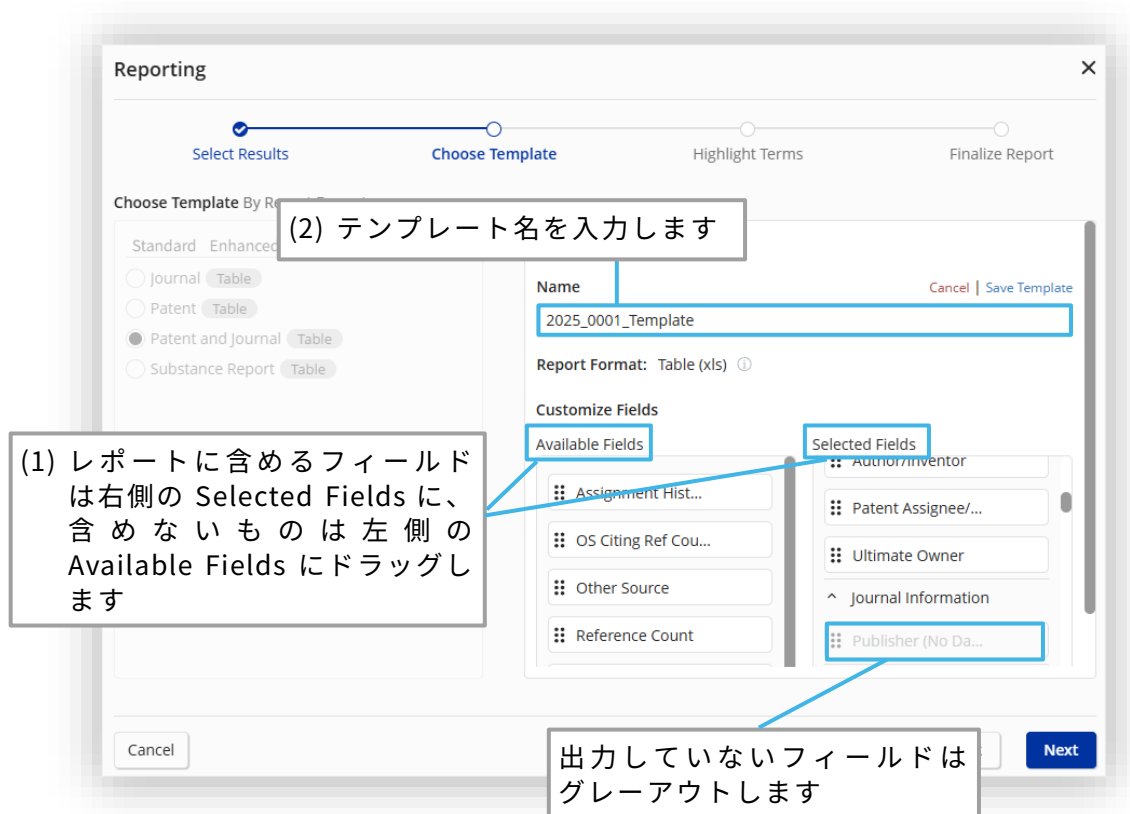 Reporting
Select Results
Choose Template
Highlight Terms
Finalize Report
Choose Template By
(2) テンプレート名を入力します
Standard Enhanced
Journal Table
Patent Table
Patent and Journal Table
Substance Report Table
Name
Cancel | Save Template
2025_0001_Template
Report Format: Table (xls)
Customize Fields
Available Fields
Selected Fields
(1) レポートに含めるフィールド
は右側の Selected Fields に、
含めないものは左側の
Available Fields にドラッグし
ます
Assignment Hist...
OS Citing Ref Cou...
Other Source
Reference Count
Author/Inventor
Patent Assignee/...
Ultimate Owner
Journal Information
Publisher (No Da...
Cancel
出力していないフィールドは
グレーアウトします
Next